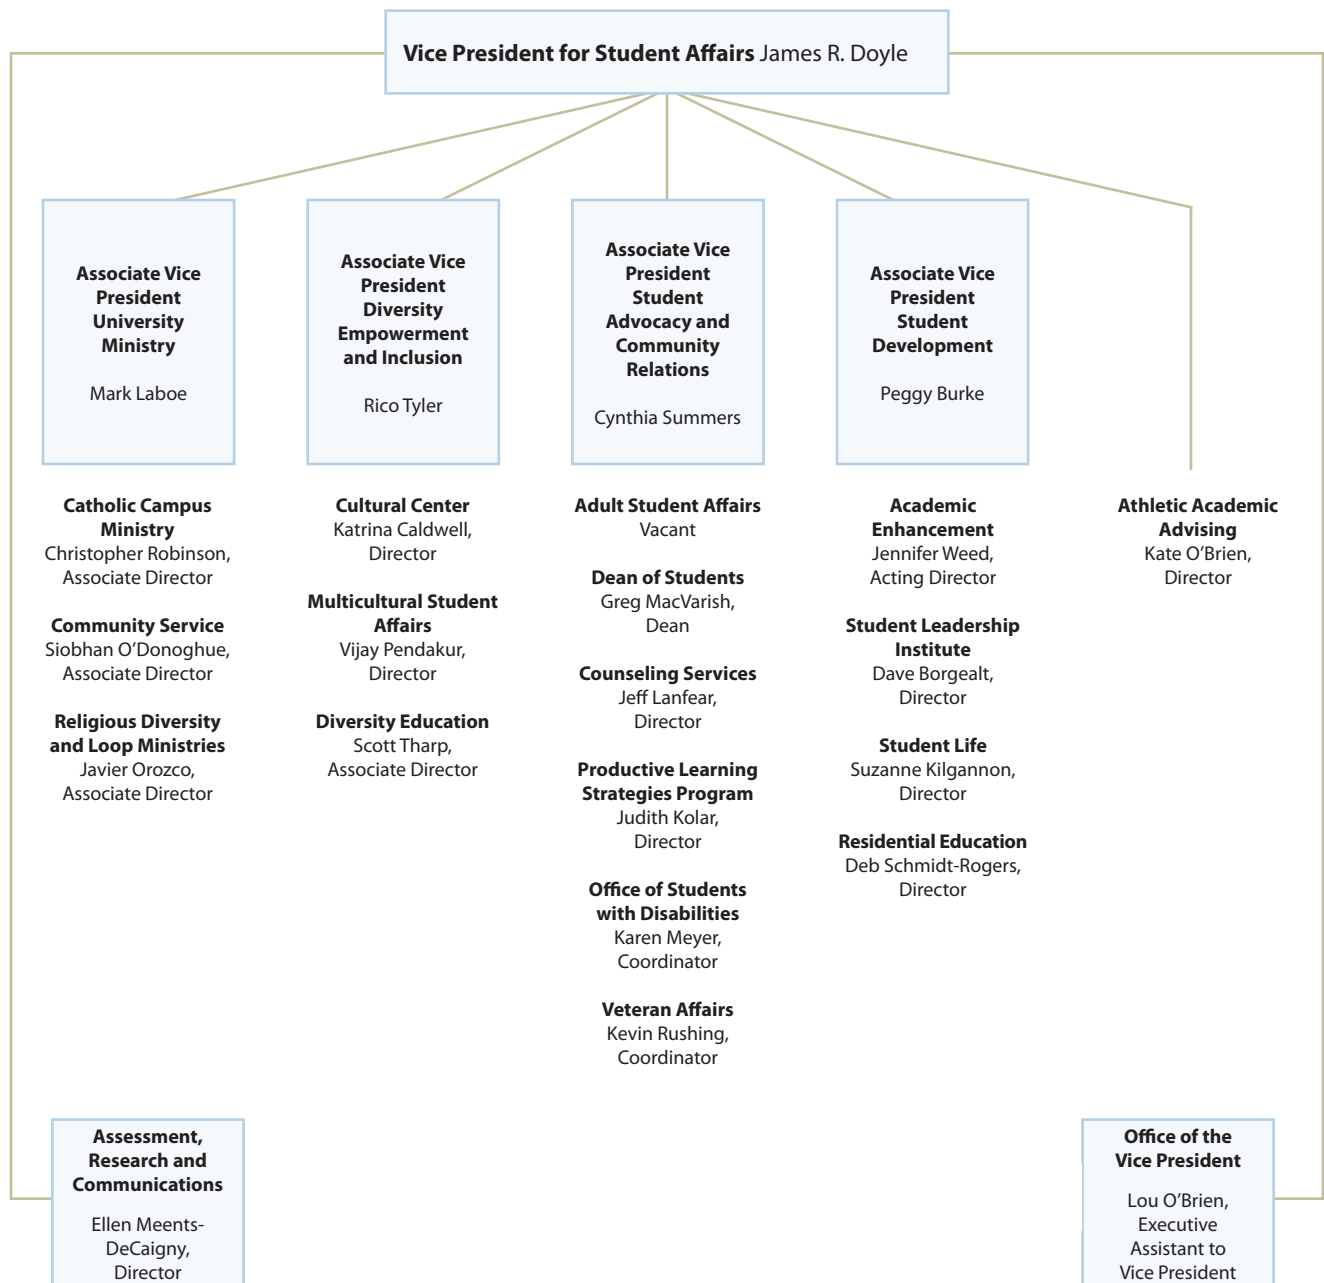 Vice President for Student Affairs James R. Doyle
Associate Vice
President
University
Ministry
Mark Laboe
Associate Vice
President
Diversity
Empowerment
and Inclusion
Rico Tyler
Associate Vice
President
Student
Advocacy and
Community
Relations
Cynthia Summers
Associate Vice
President
Student
Development
Peggy Burke
Catholic Campus
Ministry
Christopher Robinson,
Associate Director
Community Service
Siobhan O’Donoghue,
Associate Director
Religious Diversity
and Loop Ministries
Javier Orozco,
Associate Director
Cultural Center
Katrina Caldwell,
Director
Multicultural Student
Affairs
Vijay Pendakur,
Director
Diversity Education
Scott Tharp,
Associate Director
Adult Student Affairs
Vacant
Dean of Students
Greg MacVarish,
Dean
Counseling Services
Jeff Lanfear,
Director
Productive Learning
Strategies Program
Judith Kolar,
Director
Office of Students
with Disabilities
Karen Meyer,
Coordinator
Veteran Affairs
Kevin Rushing,
Coordinator
Academic
Enhancement
Jennifer Weed,
Acting Director
Student Leadership
Institute
Dave Borgealt,
Director
Student Life
Suzanne Kilgannon,
Director
Residential Education
Deb Schmidt-Rogers,
Director
Athletic Academic
Advising
Kate O’Brien,
Director
Assessment,
Research and
Communications
Ellen Meents-
DeCaigny,
Director
Office of the
Vice President
Lou O’Brien,
Executive
Assistant to
Vice President